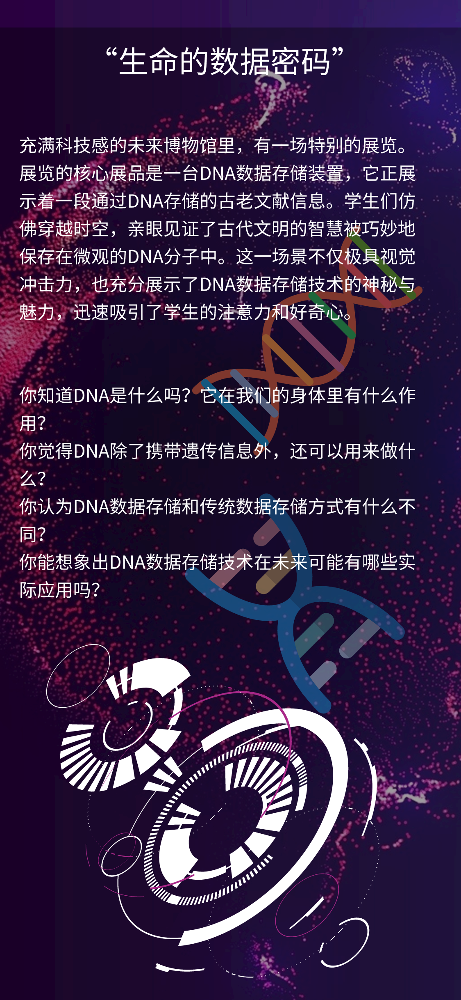 “生命的数据密码”
充满科技感的未来博物馆里，有一场特别的展览。
展览的核心展品是一台DNA数据存储装置，它正展
示着一段通过DNA存储的古老文献信息。学生们仿
佛穿越时空，亲眼见证了古代文明的智慧被巧妙地
保存在微观的DNA分子中。这一场景不仅极具视觉
冲击力，也充分展示了DNA数据存储技术的神秘与
魅力，迅速吸引了学生的注意力和好奇心。
你知道DNA是什么吗？它在我们的身体里有什么作
用？
你觉得DNA除了携带遗传信息外，还可以用来做什
么？
你认为DNA数据存储和传统数据存储方式有什么不
同？
你能想象出DNA数据存储技术在未来可能有哪些实
际应用吗？